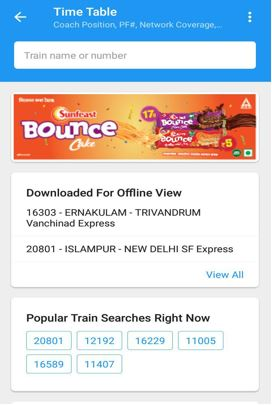 Time Table
Coach Position, PF#, Network Coverage,...
Train name or number
Sunfeast
BOUNCE
Cake
17g
BOUNCE
₹5
Downloaded For Offline View
16303 - ERNAKULAM - TRIVANDRUM
Vanchinad Express
20801 - ISLAMPUR - NEW DELHI SF Express
View All
Popular Train Searches Right Now
20801 12192 16229 11005
16589 11407